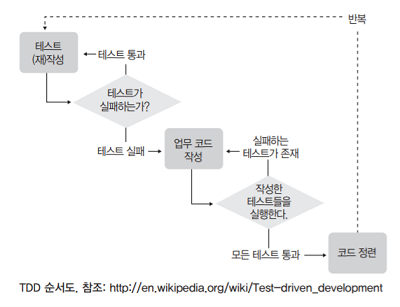 반복
테스트
(재)작성
테스트 통과
테스트가
실패하는가?
테스트 실패
업무 코드
작성
실패하는
테스트가 존재
작성한
테스트들을
실행한다.
모든 테스트 통과
코드 정련
TDD 순서도. 참조: http://en.wikipedia.org/wiki/Test-driven_development